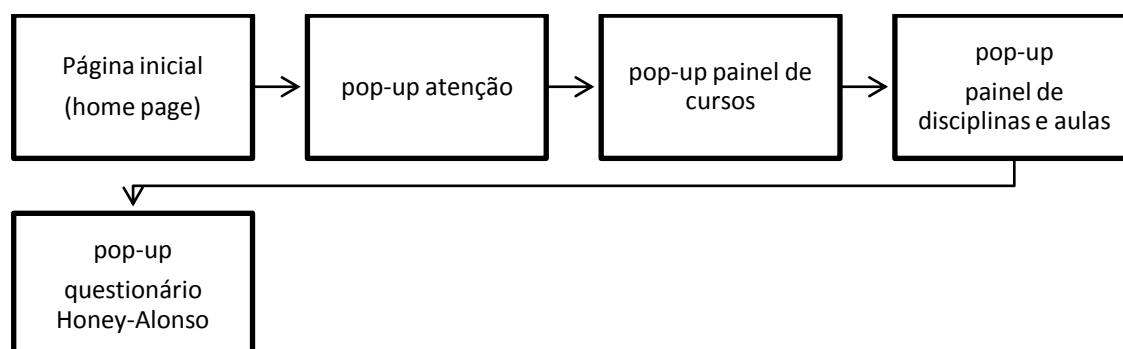 Página inicial
(home page)
pop-up atenção
pop-up painel de
cursos
pop-up
painel de
disciplinas e aulas
pop-up
questionário
Honey-Alonso